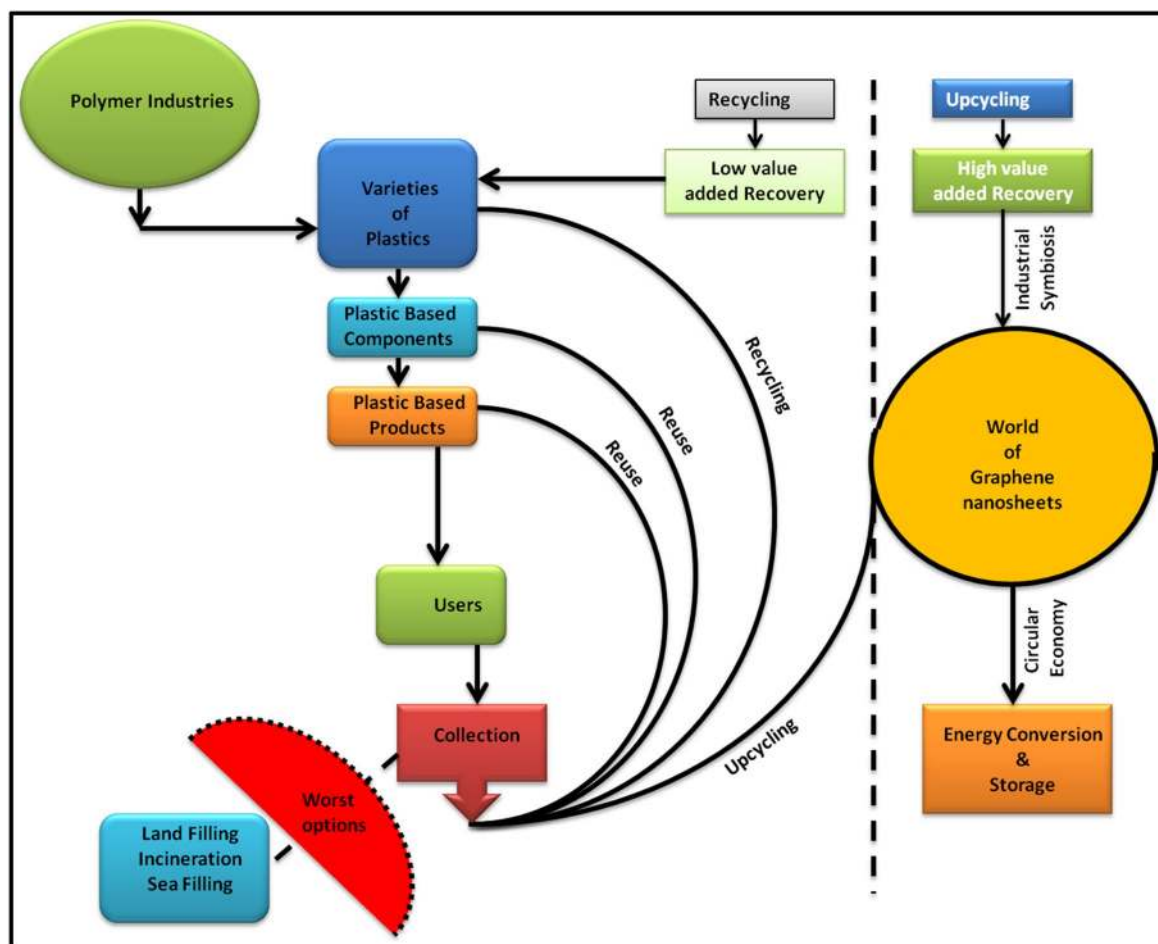 Polymer Industries
Recycling
Upcycling
Low value
added Recovery
High value
added Recovery
Varieties
of
Plastics
Industrial
Symbiosis
Plastic Based
Components
Plastic Based
Products
Recycling
Reuse
Reuse
World
of
Graphene
nanosheets
Users
Circular
Economy
Collection
Upcycling
Energy Conversion
&
Storage
Worst
options
Land Filling
Incineration
Sea Filling